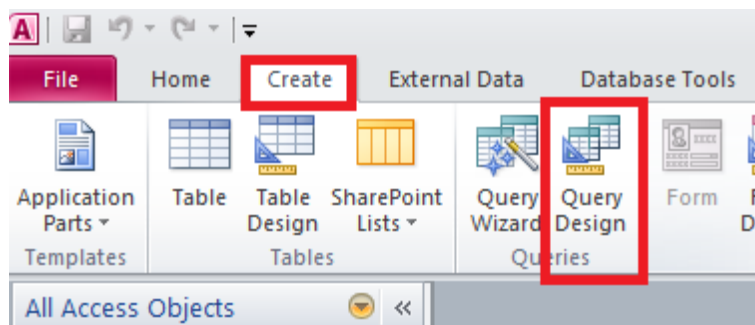 A
File Home Create External Data Database Tools
Application Parts
Table
Table Design
SharePoint Lists
Query Wizard
Query Design
Form
Templates Tables Queries
All Access Objects